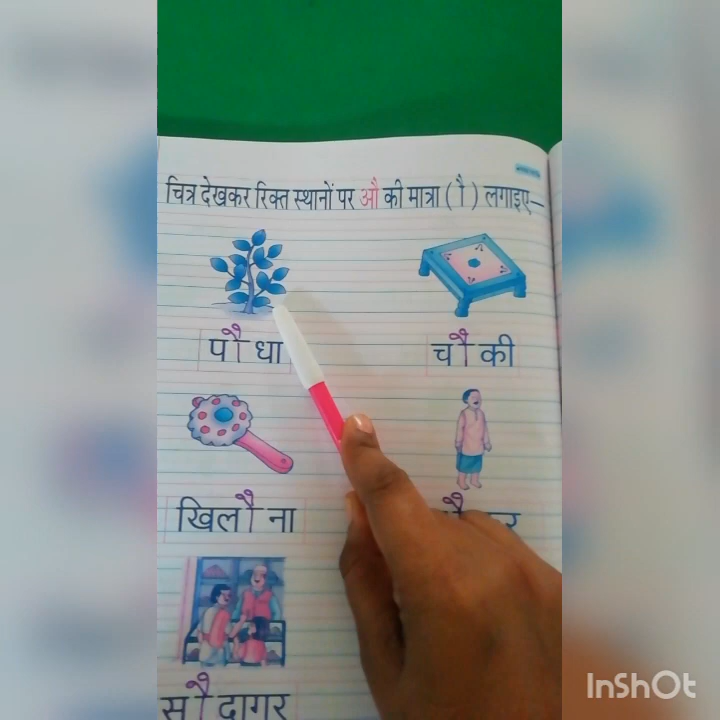 चित्र देखकर रिक्त स्थानों पर औ की मात्रा ( ौ ) लगाइए—
पौधा
चौकी
खिलौना
सौदागर
InShOt